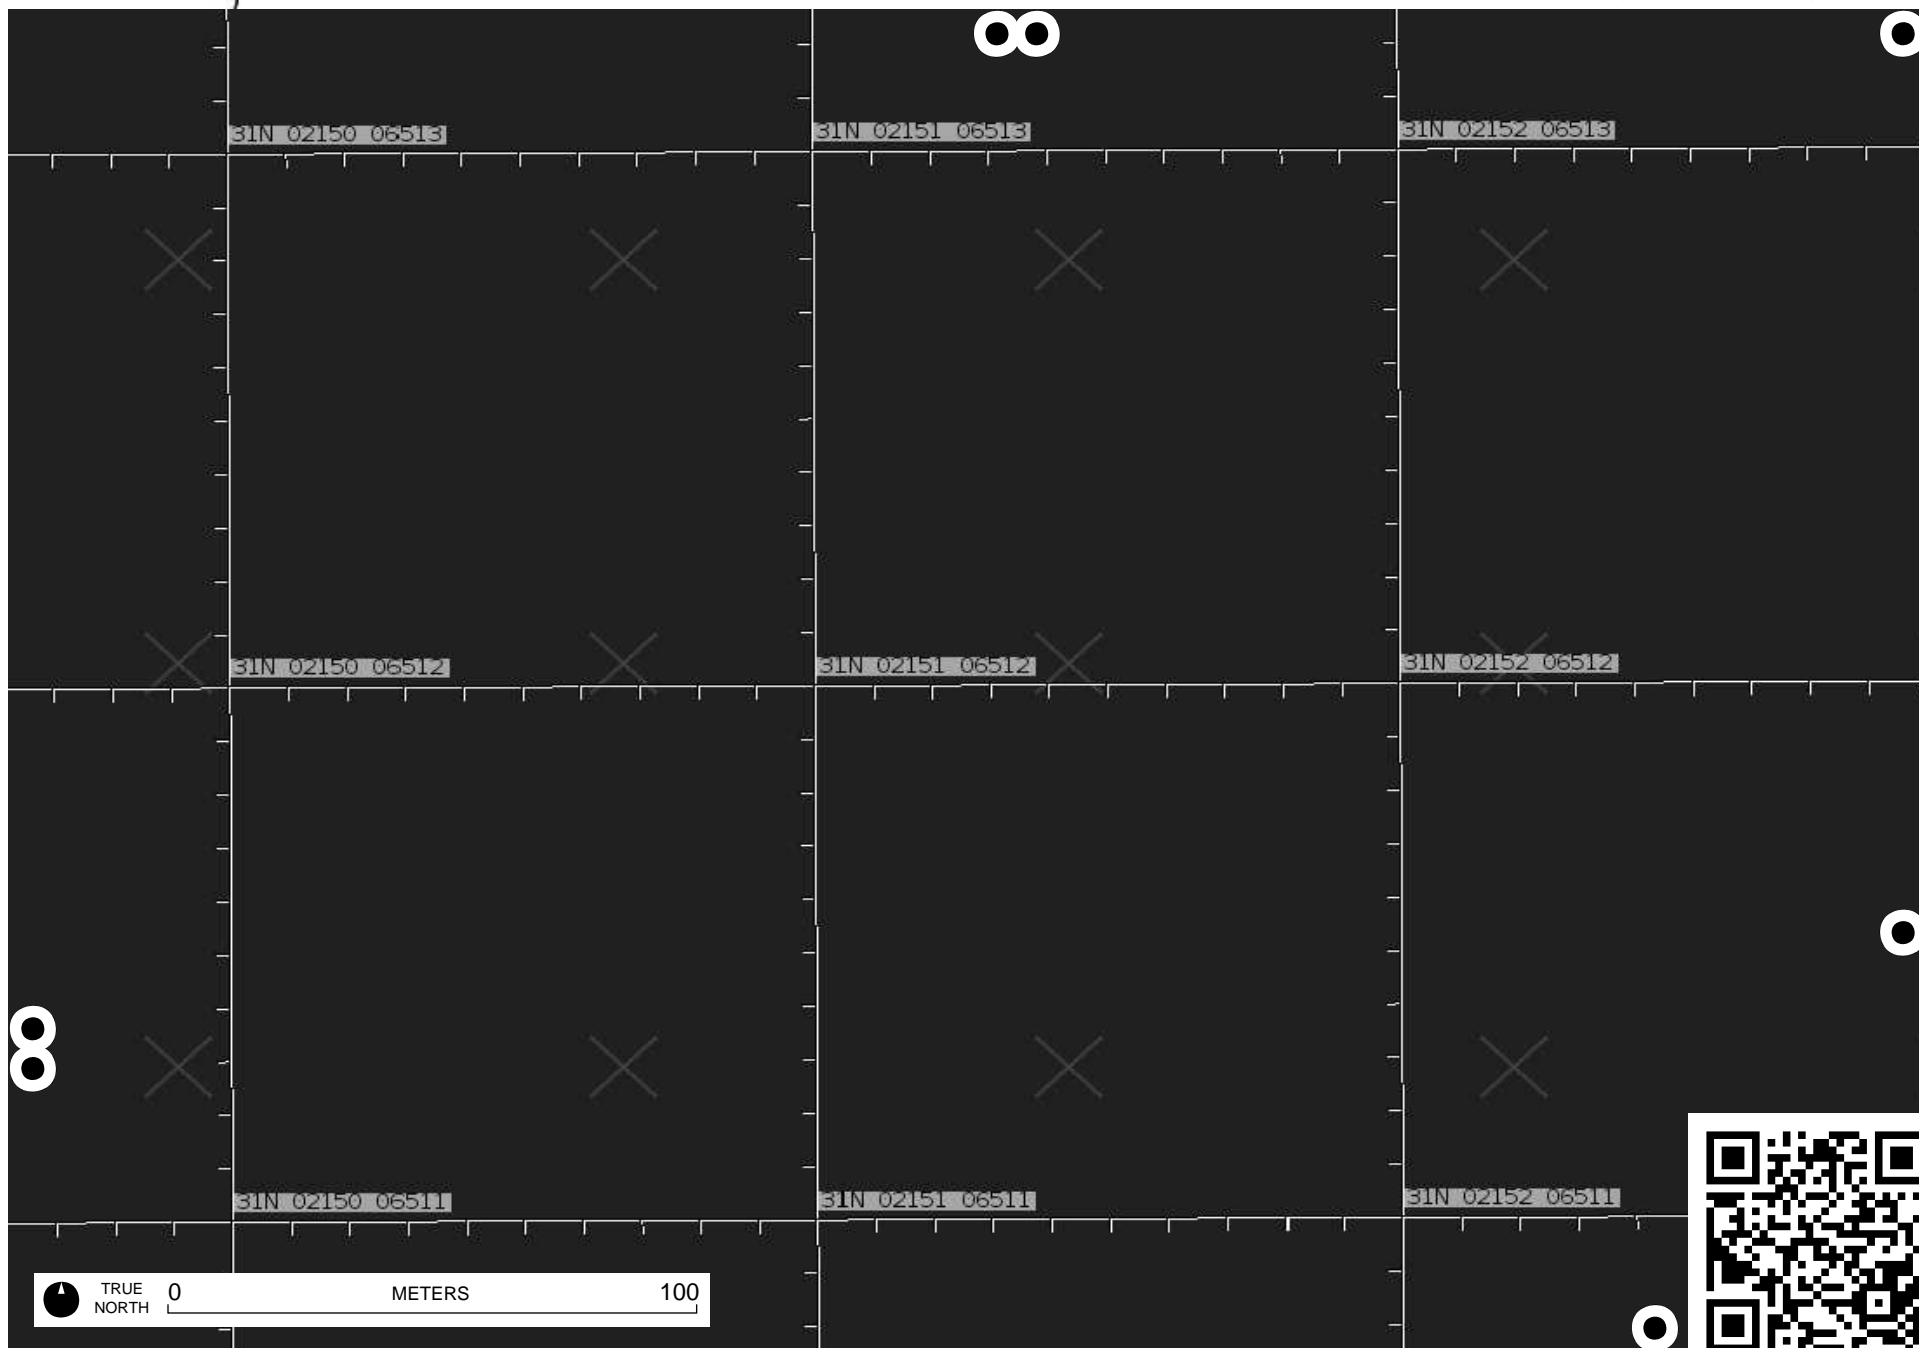 31N 02150 06513
31N 02151 06513
31N 02152 06513
31N 02150 06512
31N 02151 06512
31N 02152 06512
31N 02150 06511
31N 02151 06511
31N 02152 06511
TRUE NORTH
0 METERS 100